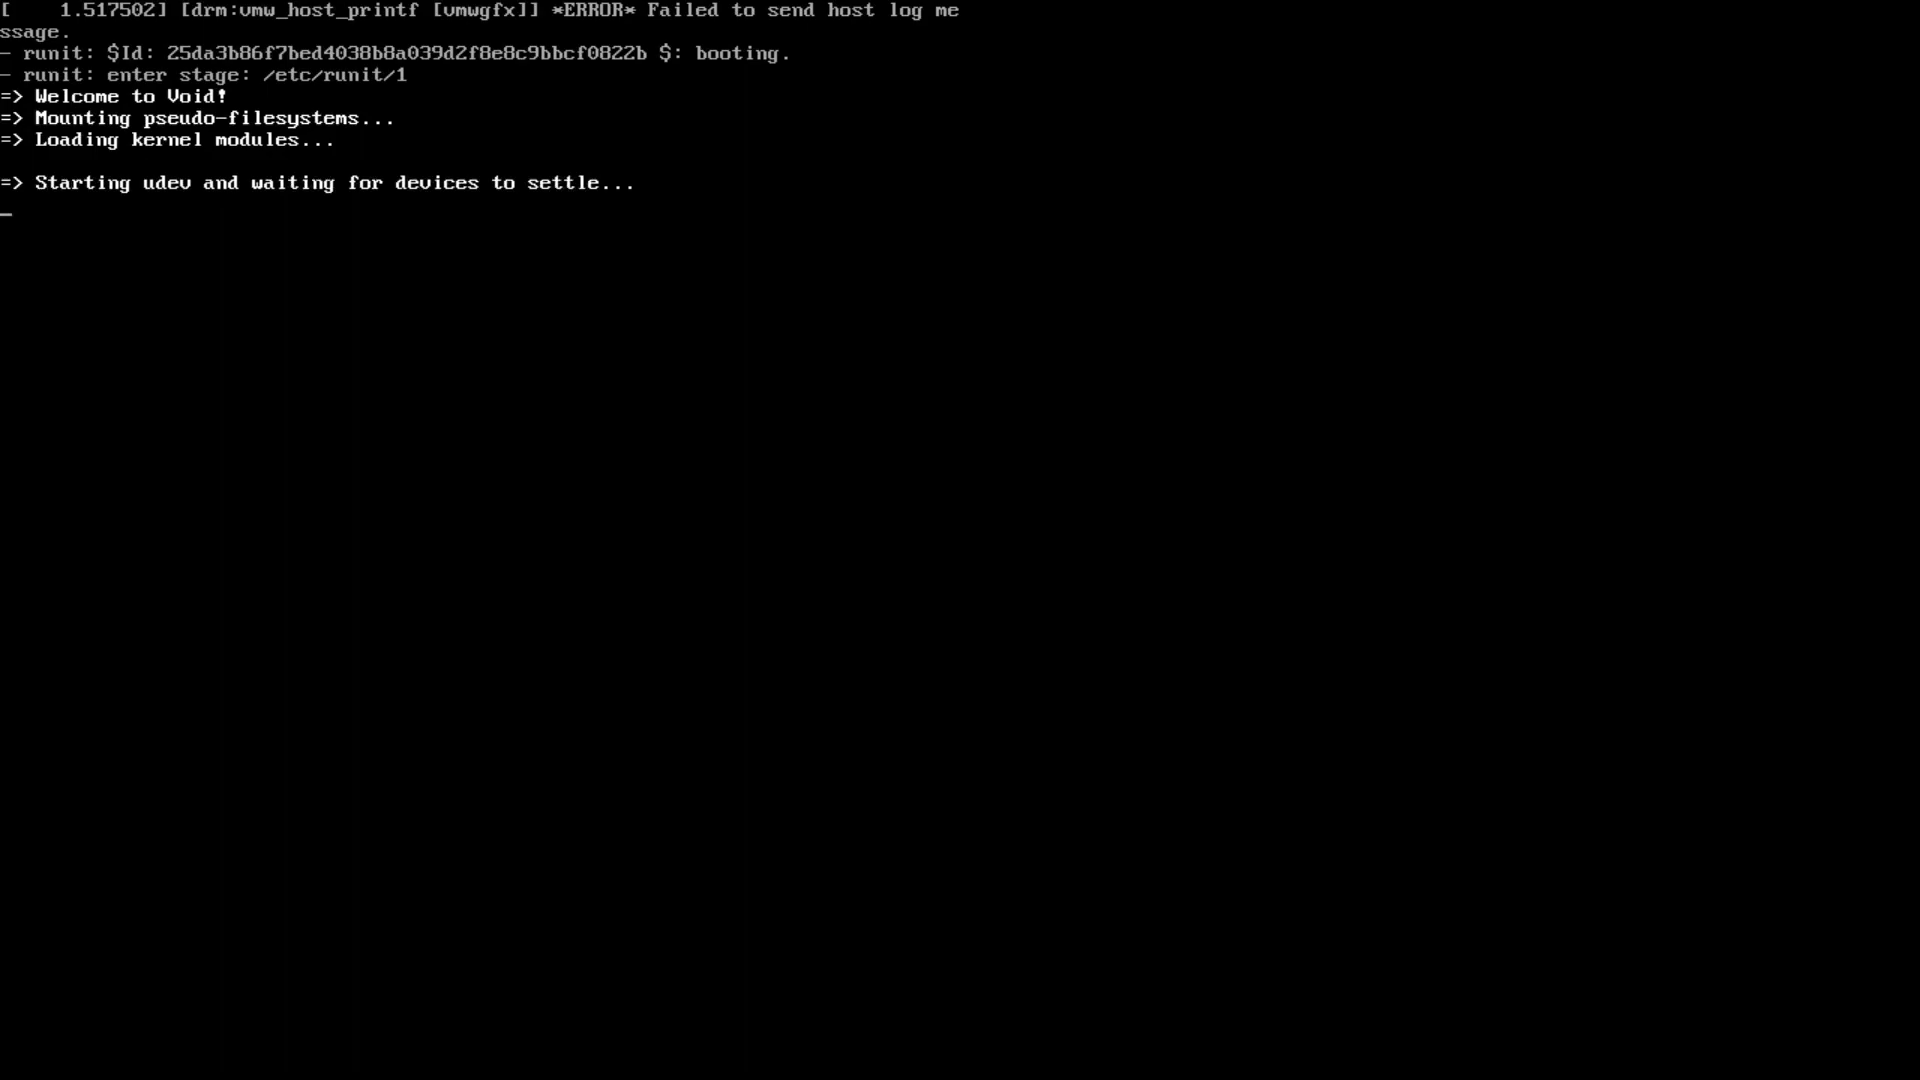 [    1.517502] [drm:vmw_host_printf [vmwgfx]] *ERROR* Failed to send host log me
ssage.
- runit: $Id: 25da3b86f7bed4038b8a039d2f8e8c9bbcf0822b $: booting.
- runit: enter stage: /etc/runit/1
=> Welcome to Void!
=> Mounting pseudo-filesystems...
=> Loading kernel modules...
=> Starting udev and waiting for devices to settle...